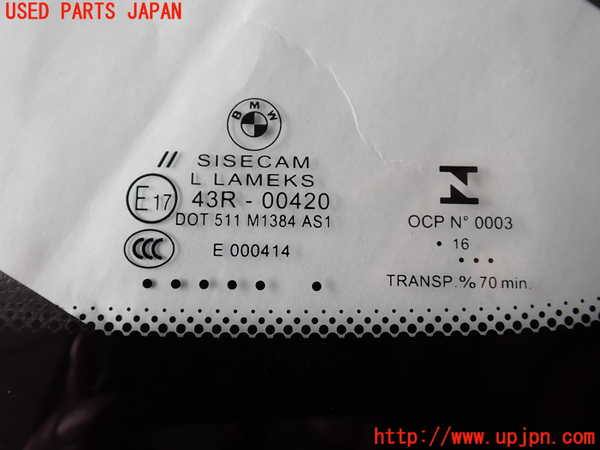 USED PARTS JAPAN
BMW
// SISECAM
L LAMEKS
E17 43R - 00420
DOT 511 M1384 AS1
CCC E 000414
OCP N° 0003
• 16
TRANSP.% 70 min.
http://www.upjpn.com/